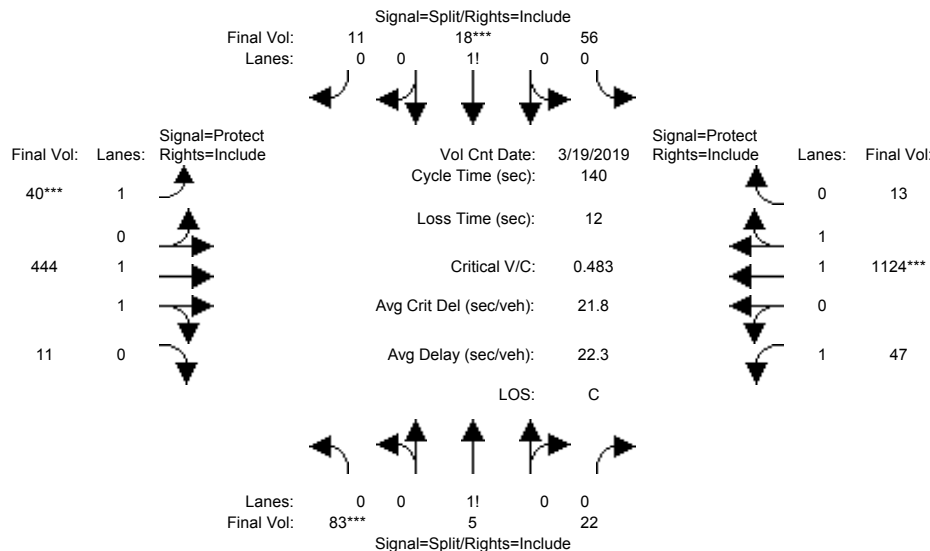 Signal=Split/Rights=Include
Final Vol: 11 18*** 56
Lanes: 0 0 1! 0 0
Signal=Protect Signal=Protect
Final Vol: Lanes: Rights=Include Vol Cnt Date: 3/19/2019 Rights=Include Lanes: Final Vol:
Cycle Time (sec): 140
40*** 1 0 13
Loss Time (sec): 12
0 1
444 1 Critical V/C: 0.483 1 1124***
1 Avg Crit Del (sec/veh): 21.8 0
11 0 Avg Delay (sec/veh): 22.3 1 47
LOS: C
Lanes: 0 0 1! 0 0
Final Vol: 83*** 5 22
Signal=Split/Rights=Include